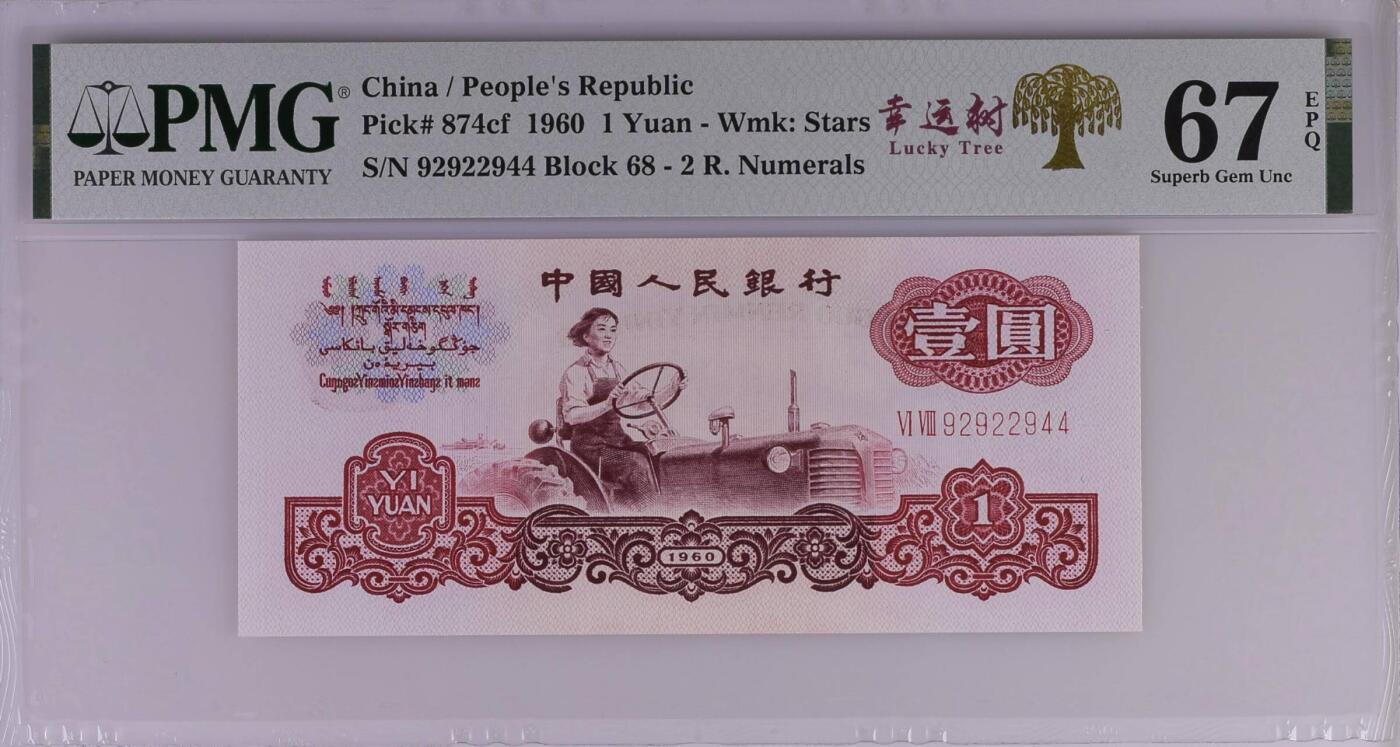 PMG®
PAPER MONEY GUARANTY
China / People's Republic
Pick# 874cf 1960 1 Yuan - Wmk: Stars
S/N 92922944 Block 68 - 2 R. Numerals
幸运树
Lucky Tree
67
EPQ
Superb Gem Unc
中國人民銀行
壹圓
VI VIII 92922944
YI
YUAN
1960
1